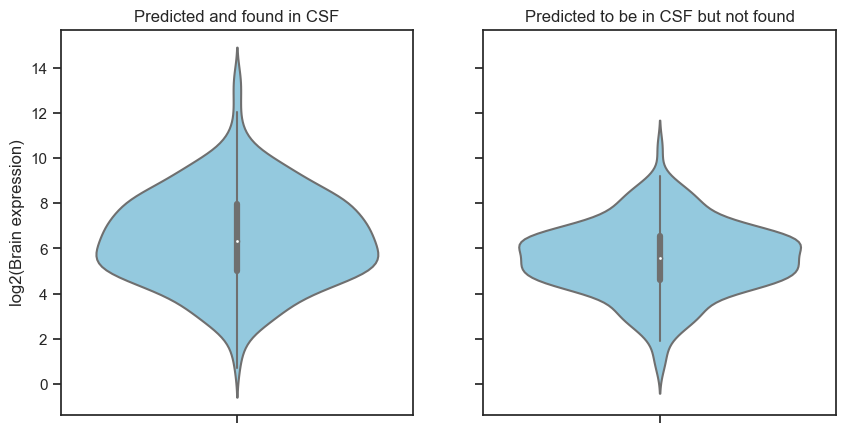 Predicted and found in CSF
Predicted to be in CSF but not found
log2(Brain expression)
14
12
10
8
6
4
2
0